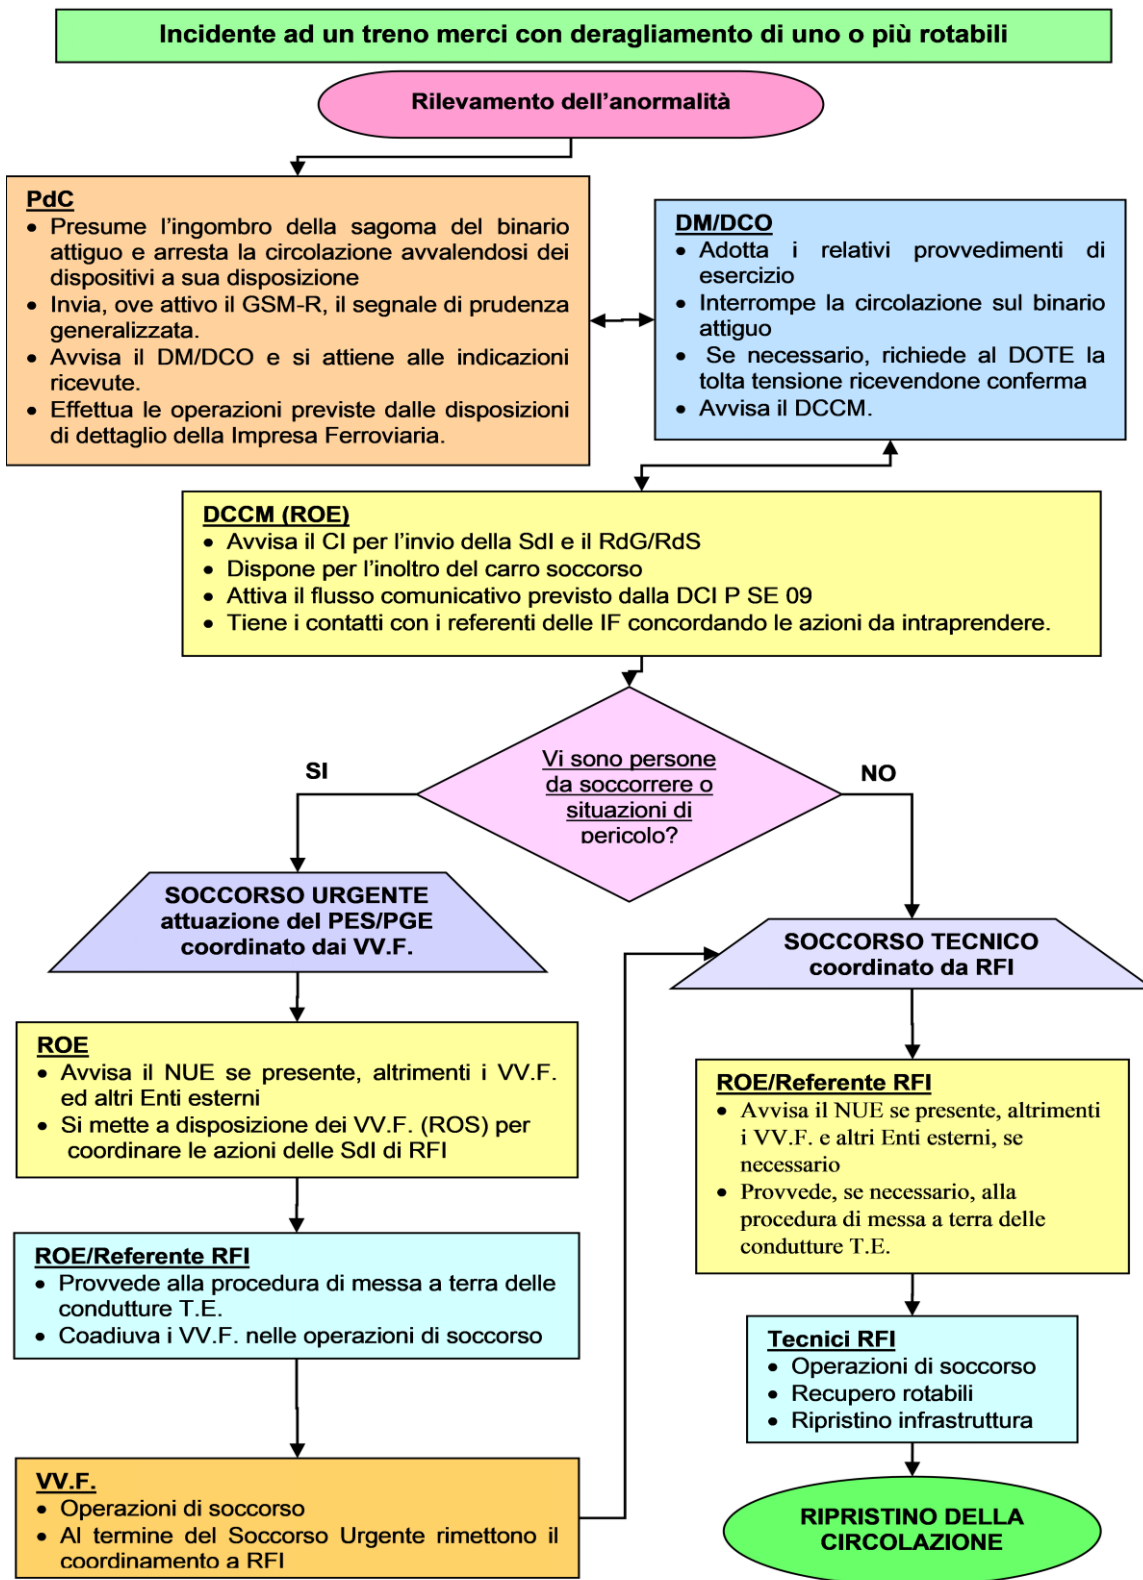 Incidente ad un treno merci con deragliamento di uno o più rotabili
Rilevamento dell'anormalità
PdC
• Presume l'ingombro della sagoma del binario
attiguo e arresta la circolazione avvalendosi dei
dispositivi a sua disposizione
• Invia, ove attivo il GSM-R, il segnale di prudenza
generalizzata.
• Avvisa il DM/DCO e si attiene alle indicazioni
ricevute.
• Effettua le operazioni previste dalle disposizioni
di dettaglio della Impresa Ferroviaria.
DM/DCO
• Adotta i relativi provvedimenti di
esercizio
• Interrompe la circolazione sul binario
attiguo
• Se necessario, richiede al DOTE la
tolta tensione ricevendone conferma
• Avvisa il DCCM.
DCCM (ROE)
• Avvisa il CI per l'invio della SdI e il RdG/RdS
• Dispone per l'inoltro del carro soccorso
• Attiva il flusso comunicativo previsto dalla DCI P SE 09
• Tiene i contatti con i referenti delle IF concordando le azioni da intraprendere.
Vi sono persone
da soccorrere o
situazioni di
pericolo?
SI
NO
SOCCORSO URGENTE
attuazione del PES/PGE
coordinato dai VV.F.
ROE
• Avvisa il NUE se presente, altrimenti i VV.F.
ed altri Enti esterni
• Si mette a disposizione dei VV.F. (ROS) per
coordinare le azioni delle SdI di RFI
ROE/Referente RFI
• Provvede alla procedura di messa a terra delle
condutture T.E.
• Coadiuva i VV.F. nelle operazioni di soccorso
VV.F.
• Operazioni di soccorso
• Al termine del Soccorso Urgente rimettono il
coordinamento a RFI
SOCCORSO TECNICO
coordinato da RFI
ROE/Referente RFI
• Avvisa il NUE se presente, altrimenti
i VV.F. e altri Enti esterni, se
necessario
• Provvede, se necessario, alla
procedura di messa a terra delle
condutture T.E.
Tecnici RFI
• Operazioni di soccorso
• Recupero rotabili
• Ripristino infrastruttura
RIPRISTINO DELLA
CIRCOLAZIONE